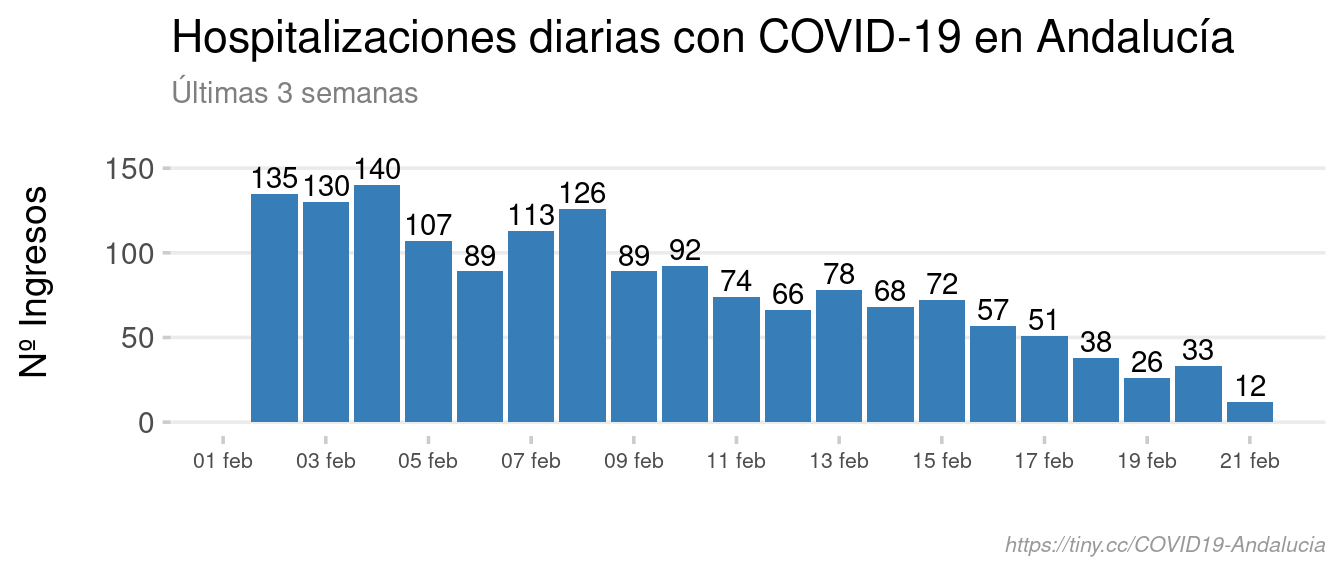 Hospitalizaciones diarias con COVID-19 en Andalucía
Últimas 3 semanas
Nº Ingresos
150
100
50
0
135 130 140 107 89 113 126 89 92 74 66 78 68 72 57 51 38 26 33 12
01 feb 03 feb 05 feb 07 feb 09 feb 11 feb 13 feb 15 feb 17 feb 19 feb 21 feb
https://tiny.cc/COVID19-Andalucia